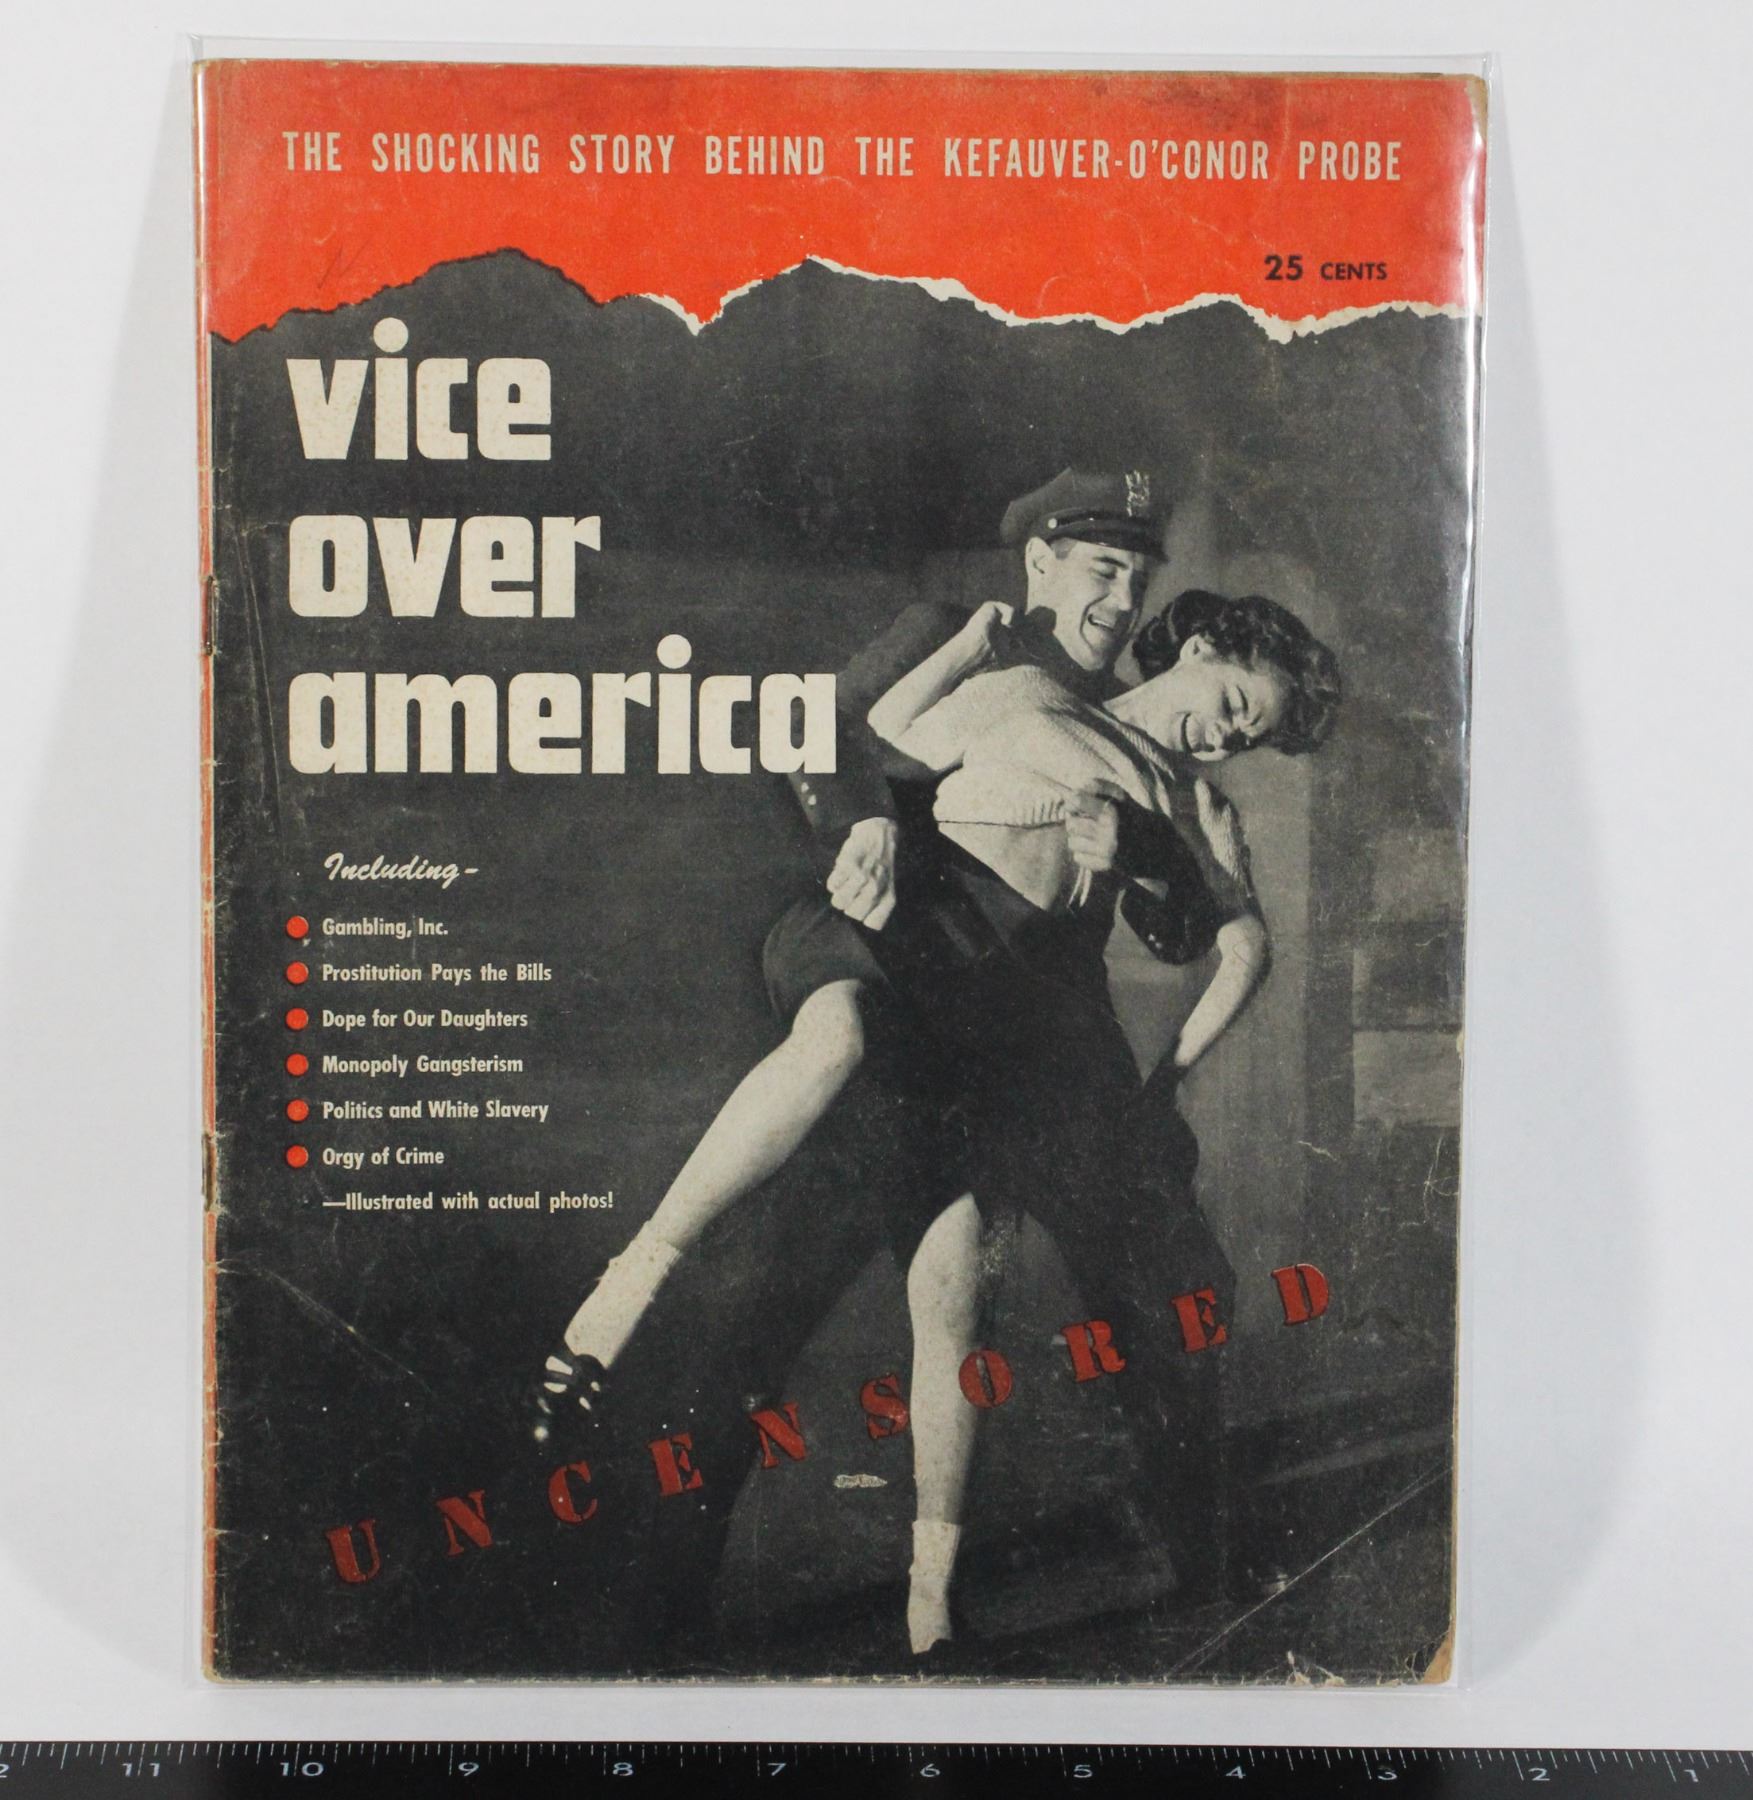 THE SHOCKING STORY BEHIND THE KEFAUVER-O'CONOR PROBE
25 CENTS
vice
over
america
Including-
Gambling, Inc.
Prostitution Pays the Bills
Dope for Our Daughters
Monopoly Gangsterism
Politics and White Slavery
Orgy of Crime
—Illustrated with actual photos!
UNCENSORED
2 11 10 9 8 7 6 5 4 3 2 1